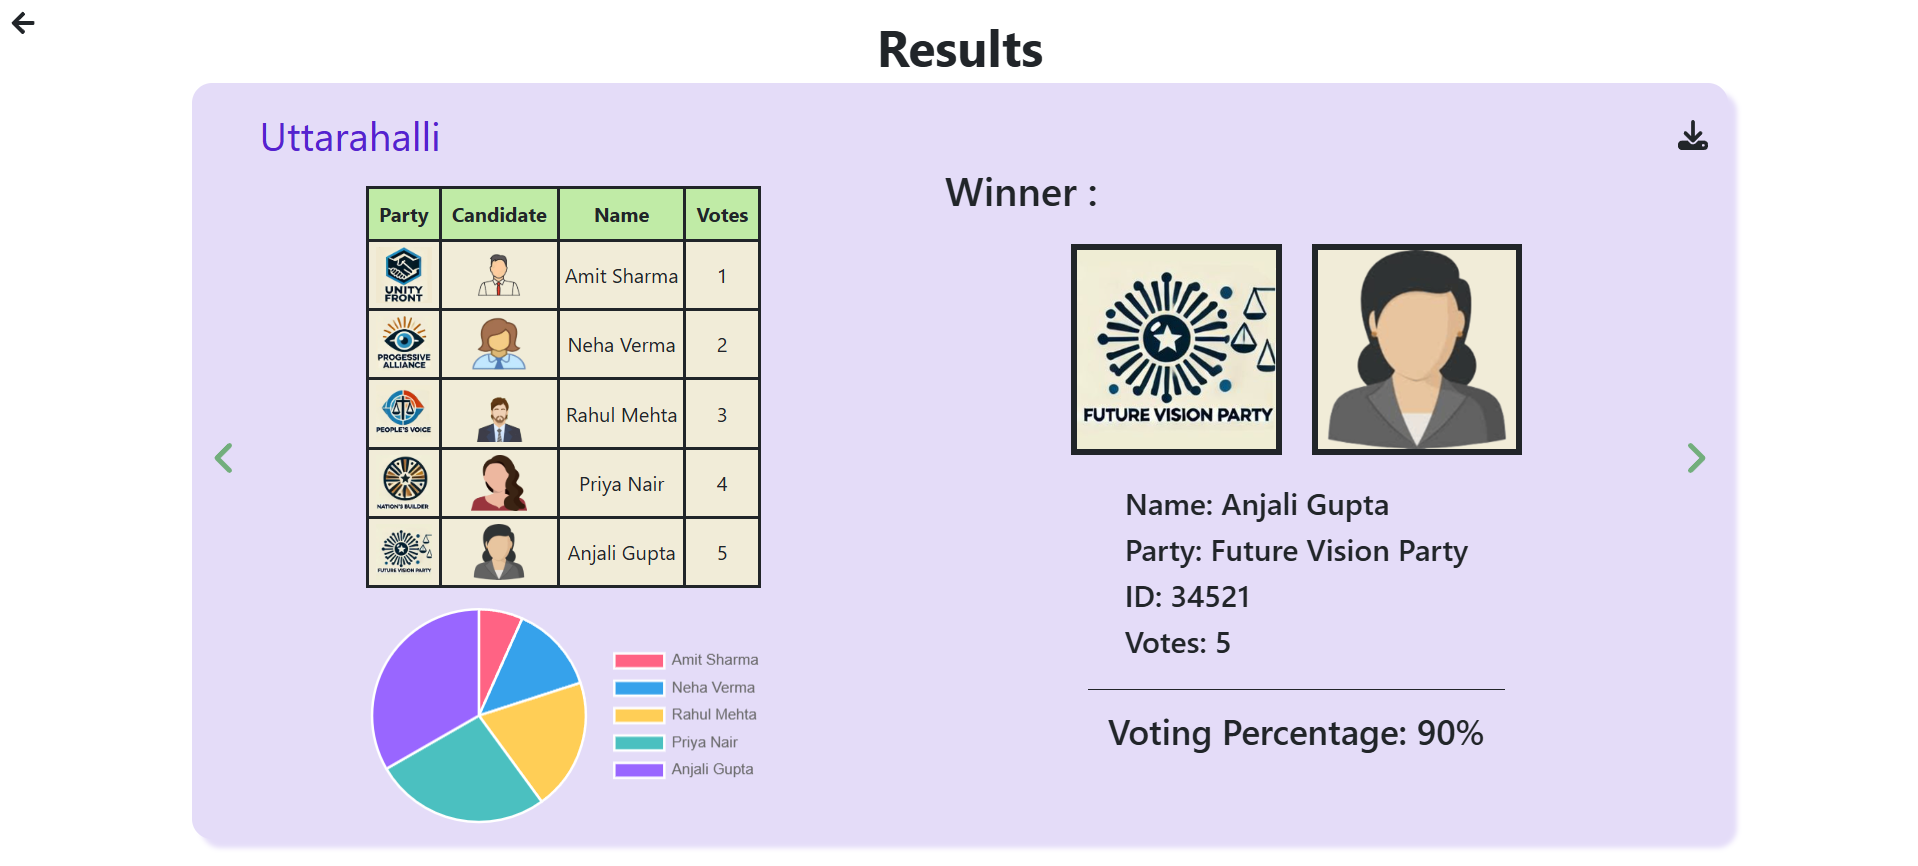 Results
Uttarahalli
Party Candidate Name Votes
UNITY
FRONT
Amit Sharma 1
PROGESSIVE
ALLIANCE
Neha Verma 2
PEOPLE'S VOICE
Rahul Mehta 3
NATION'S BUILDER
Priya Nair 4
FUTURE VISION PARTY
Anjali Gupta 5
Amit Sharma
Neha Verma
Rahul Mehta
Priya Nair
Anjali Gupta
Winner :
FUTURE VISION PARTY
Name: Anjali Gupta
Party: Future Vision Party
ID: 34521
Votes: 5
Voting Percentage: 90%